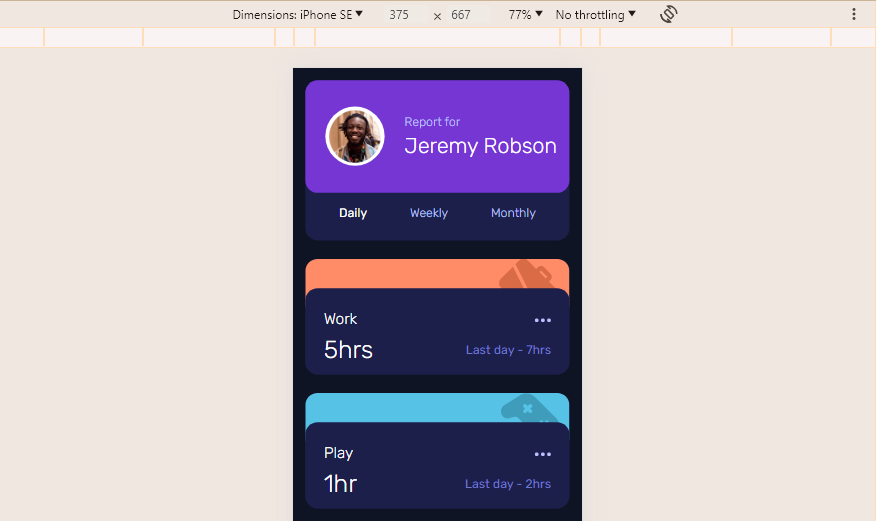 Dimensions: iPhone SE 375 × 667 77% No throttling
Report for
Jeremy Robson
Daily Weekly Monthly
Work
5hrs Last day - 7hrs
Play
1hr Last day - 2hrs